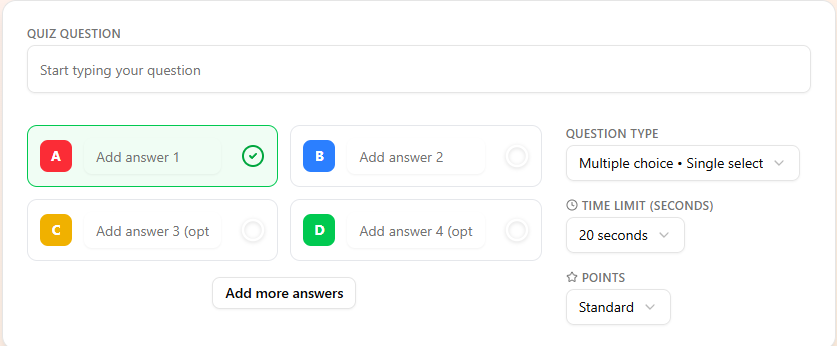 QUIZ QUESTION
Start typing your question
A Add answer 1
B Add answer 2
C Add answer 3 (opt
D Add answer 4 (opt
Add more answers
QUESTION TYPE
Multiple choice • Single select
TIME LIMIT (SECONDS)
20 seconds
POINTS
Standard